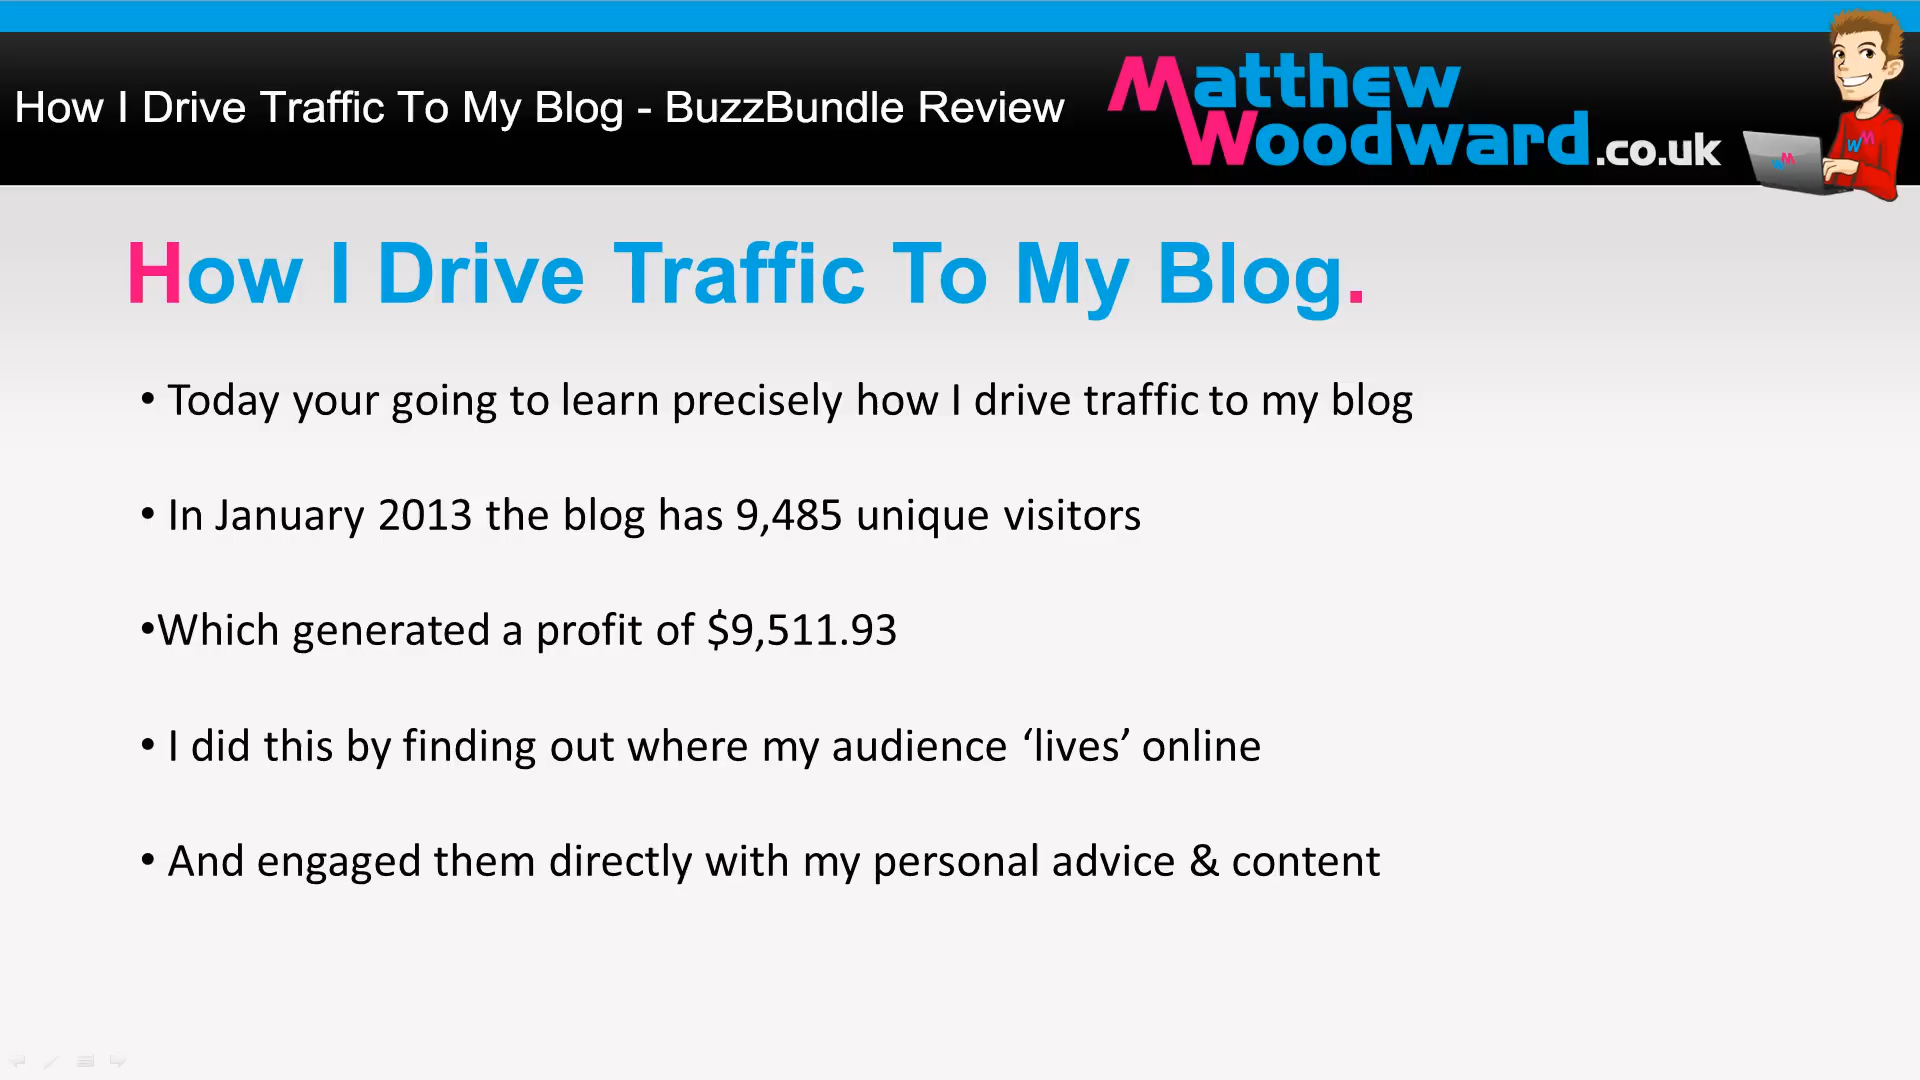 How I Drive Traffic To My Blog - BuzzBundle Review
Matthew
Woodward.co.uk
WM
WM
How I Drive Traffic To My Blog.
• Today your going to learn precisely how I drive traffic to my blog
• In January 2013 the blog has 9,485 unique visitors
•Which generated a profit of $9,511.93
• I did this by finding out where my audience ‘lives’ online
• And engaged them directly with my personal advice & content